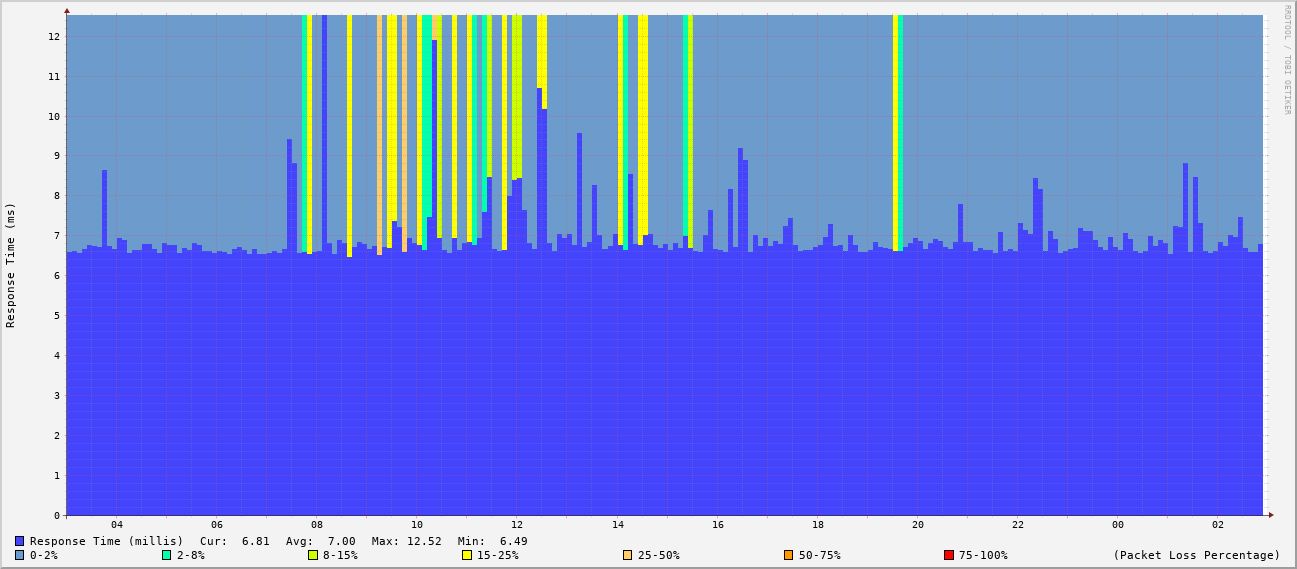 RRDTOOL / TOBI OETIKER
Response Time (ms)
12
11
10
9
8
7
6
5
4
3
2
1
0
04 06 08 10 12 14 16 18 20 22 00 02
Response Time (millis) Cur: 6.81 Avg: 7.00 Max: 12.52 Min: 6.49
0-2% 2-8% 8-15% 15-25% 25-50% 50-75% 75-100% (Packet Loss Percentage)